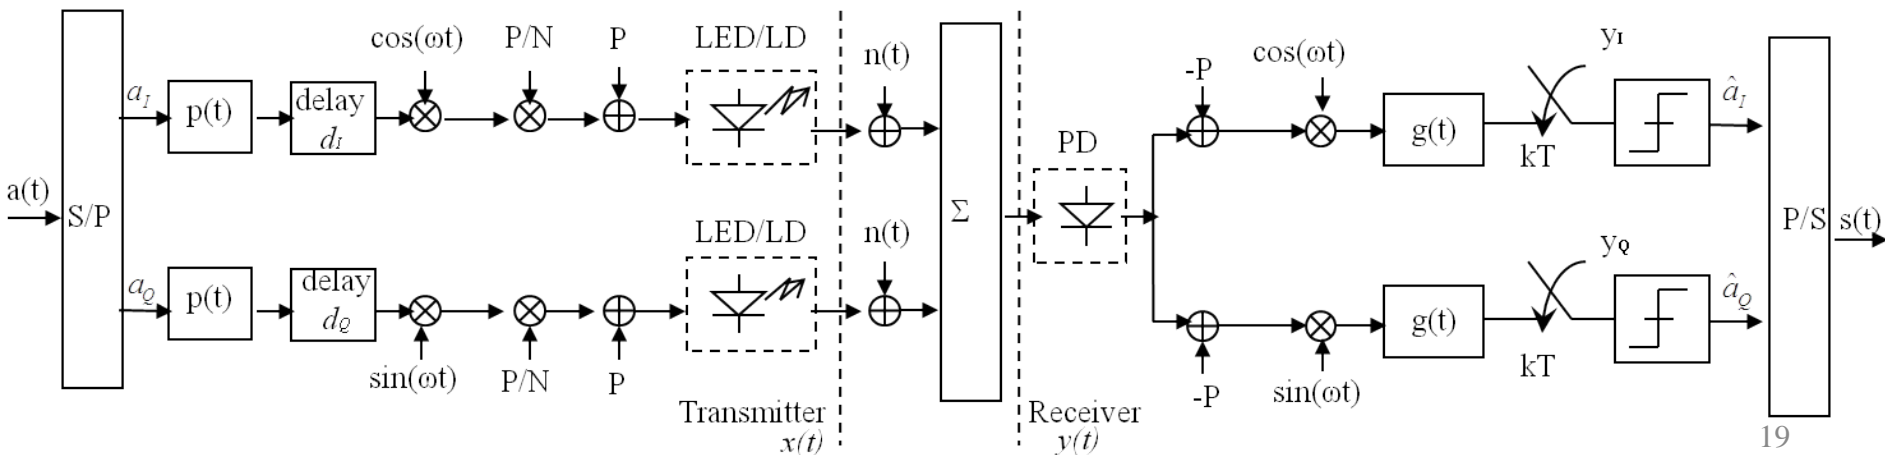 cos(ωt)
P/N
P
LED/LD
n(t)
-P
cos(ωt)
yI
a(t)
S/P
aI
p(t)
delay
dI
PD
g(t)
kT
âI
Σ
aQ
p(t)
delay
dQ
LED/LD
n(t)
g(t)
kT
yQ
âQ
P/S
s(t)
sin(ωt)
P/N
P
-P
sin(ωt)
Transmitter
x(t)
Receiver
y(t)
19